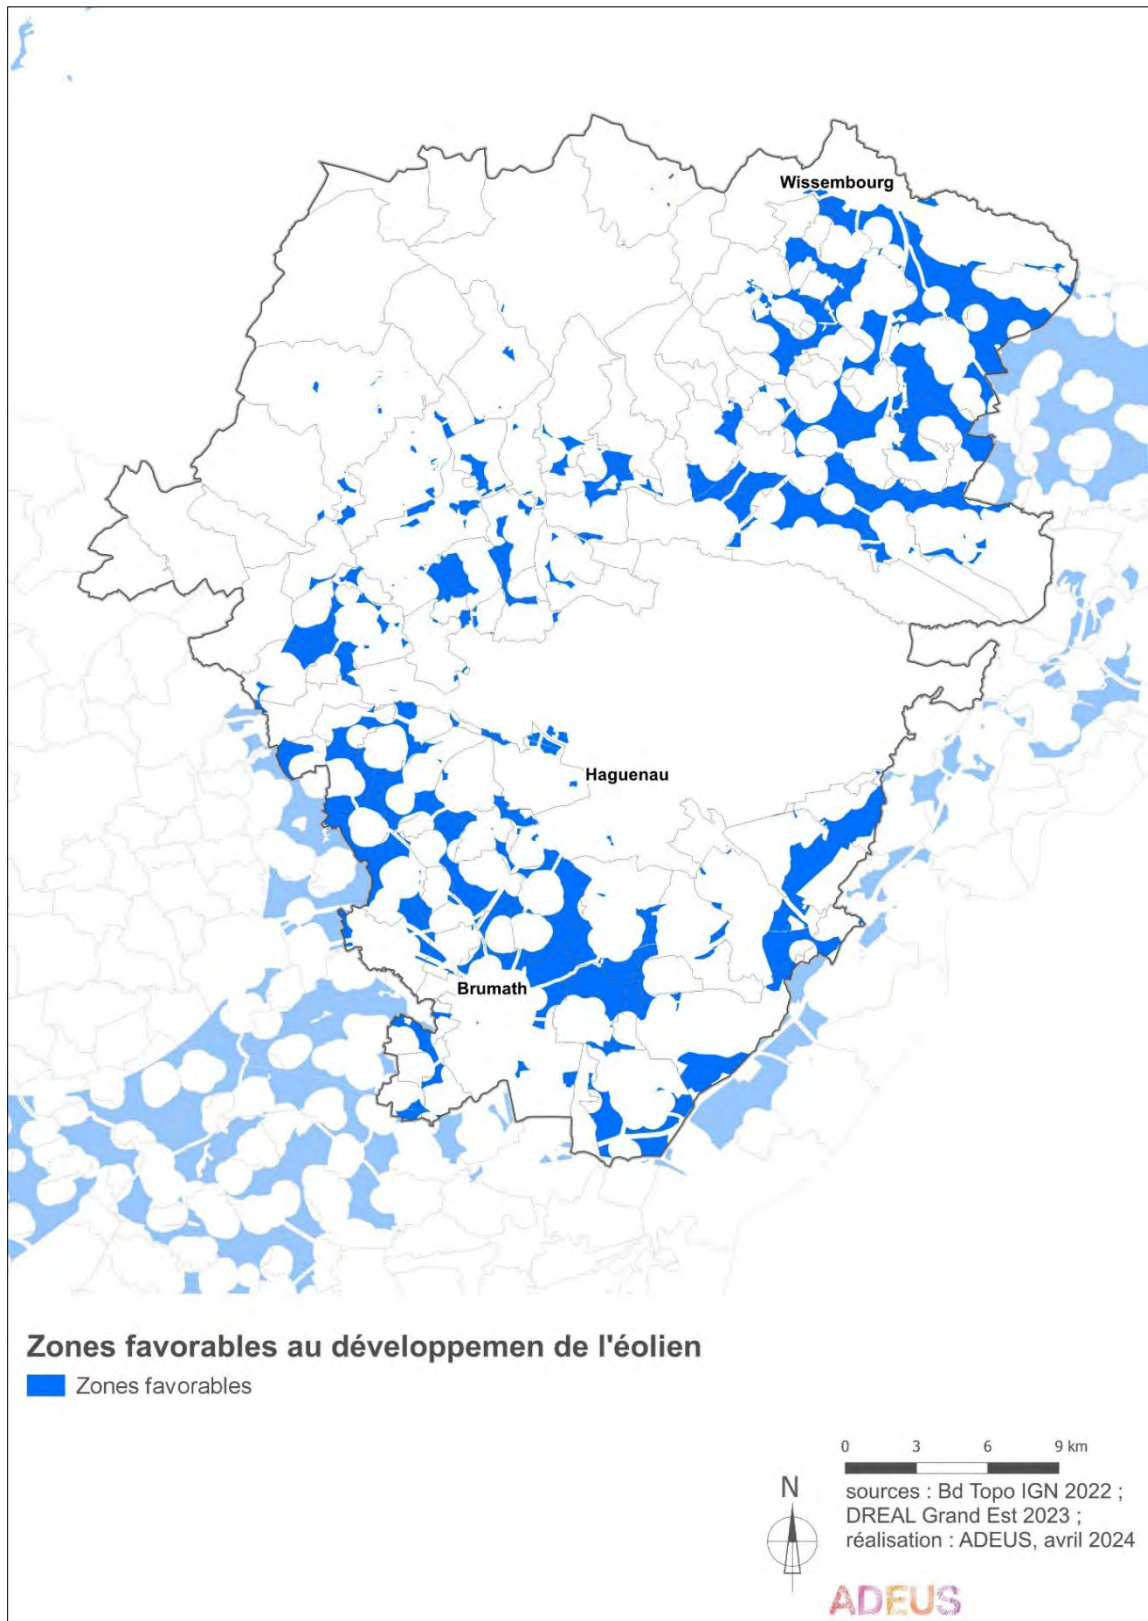 Wissembourg
Haguenau
Brumath
Zones favorables au développemen de l'éolien
Zones favorables
0 3 6 9 km
N
sources : Bd Topo IGN 2022 ;
DREAL Grand Est 2023 ;
réalisation : ADEUS, avril 2024
ADEUS